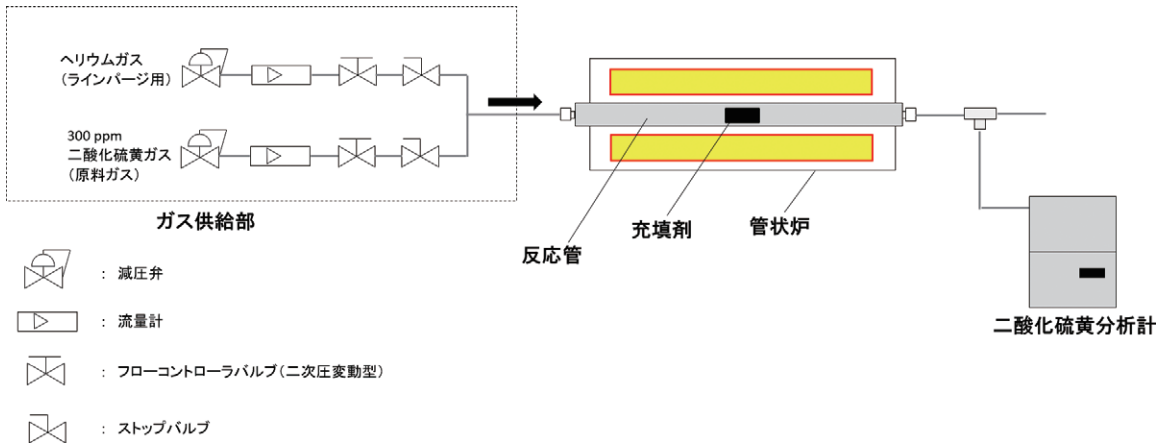 ヘリウムガス
（ラインパージ用）
300 ppm
二酸化硫黄ガス
（原料ガス）
ガス供給部
反応管
充填剤
管状炉
二酸化硫黄分析計
： 減圧弁
： 流量計
： フローコントローラバルブ（二次圧変動型）
： ストップバルブ